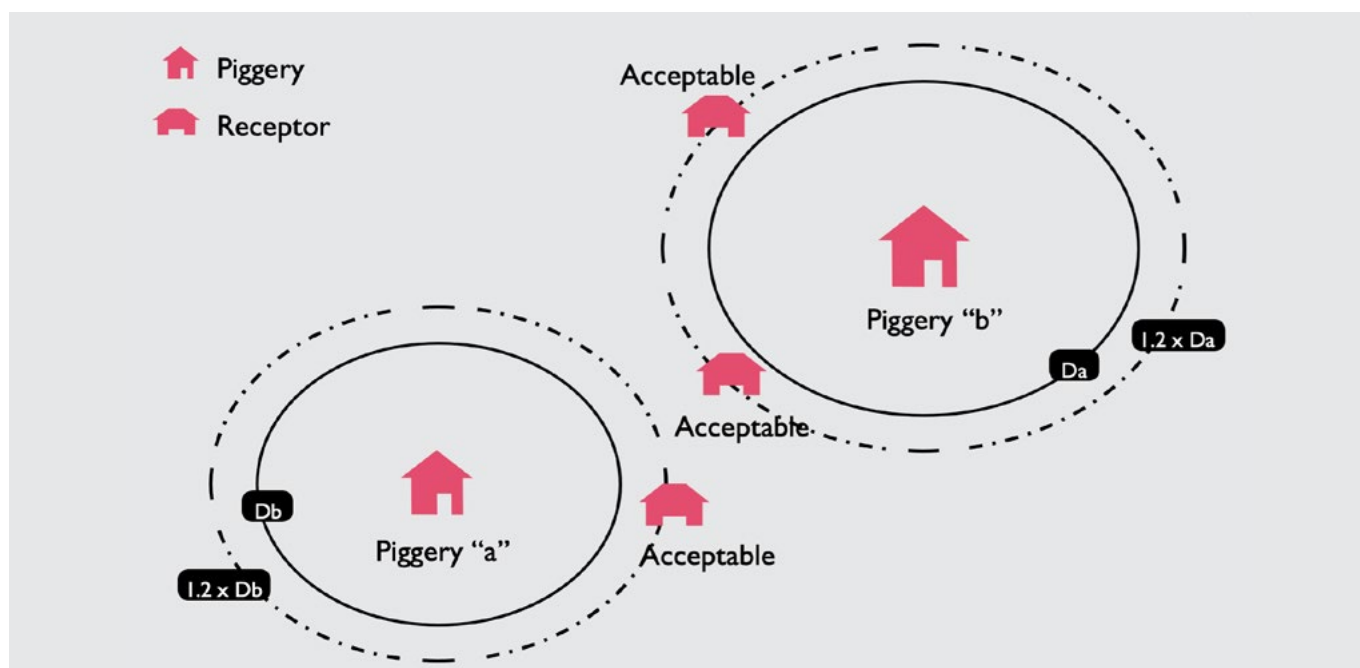 Piggery
Receptor
Acceptable
Piggery “b”
1.2 x Da
Da
Acceptable
Db
Piggery “a”
Acceptable
1.2 x Db